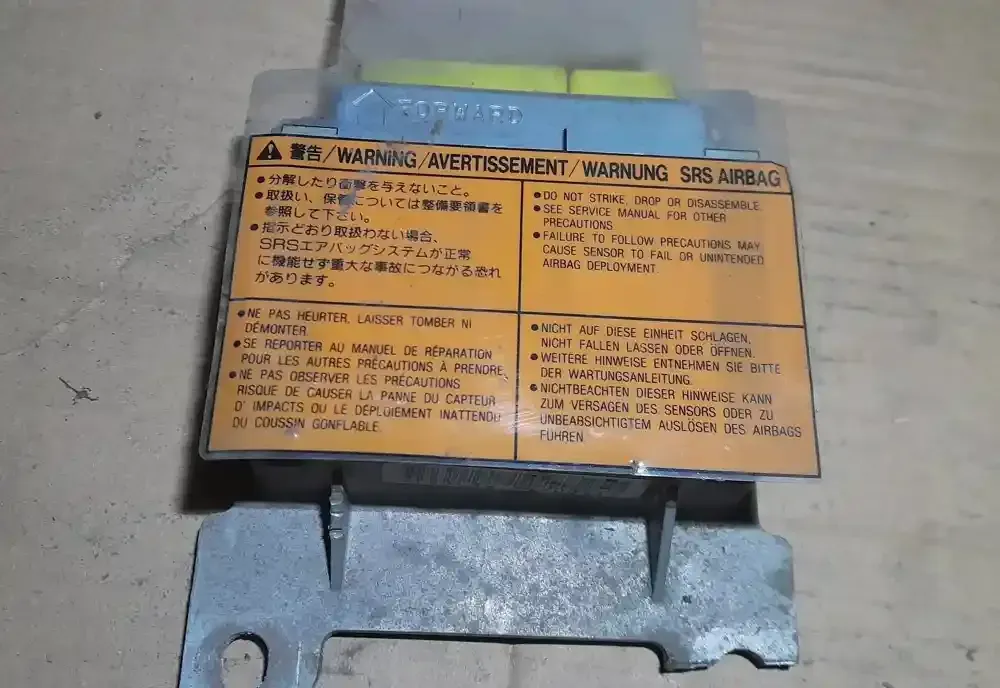 FORWARD
警告/WARNING/AVERTISSEMENT/WARNUNG SRS AIRBAG
●分解したり衝撃を与えないこと。
●取扱い、保管については整備要領書を
参照して下さい。
●指示どおり取扱わない場合、
SRSエアバッグシステムが正常
に機能せず重大な事故につながる恐れ
があります。
●DO NOT STRIKE, DROP OR DISASSEMBLE.
●SEE SERVICE MANUAL FOR OTHER
PRECAUTIONS
●FAILURE TO FOLLOW PRECAUTIONS MAY
CAUSE SENSOR TO FAIL OR UNINTENDED
AIRBAG DEPLOYMENT.
●NE PAS HEURTER, LAISSER TOMBER NI
DÉMONTER.
●SE REPORTER AU MANUEL DE RÉPARATION
POUR LES AUTRES PRÉCAUTIONS À PRENDRE.
●NE PAS OBSERVER LES PRÉCAUTIONS
RISQUE DE CAUSER LA PANNE DU CAPTEUR
D' IMPACTS OU LE DÉPLOIEMENT INATTENDU
DU COUSSIN GONFLABLE.
●NICHT AUF DIESE EINHEIT SCHLAGEN,
NICHT FALLEN LASSEN ODER ÖFFNEN.
●WEITERE HINWEISE ENTNEHMEN SIE BITTE
DER WARTUNGSANLEITUNG.
●NICHTBEACHTEN DIESER HINWEISE KANN
ZUM VERSAGEN DES SENSORS ODER ZU
UNBEABSICHTIGTEM AUSLÖSEN DES AIRBAGS
FÜHREN